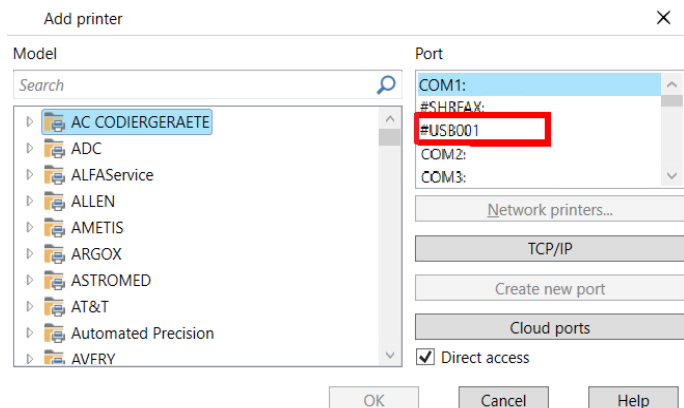 Add printer
Model
Search
AC CODIERGERAETE
ADC
ALFAService
ALLEN
AMETIS
ARGOX
ASTROMED
AT&T
Automated Precision
AVERY
Port
COM1:
#SHRFAX:
#USB001
COM2:
COM3:
Network printers...
TCP/IP
Create new port
Cloud ports
Direct access
OK
Cancel
Help